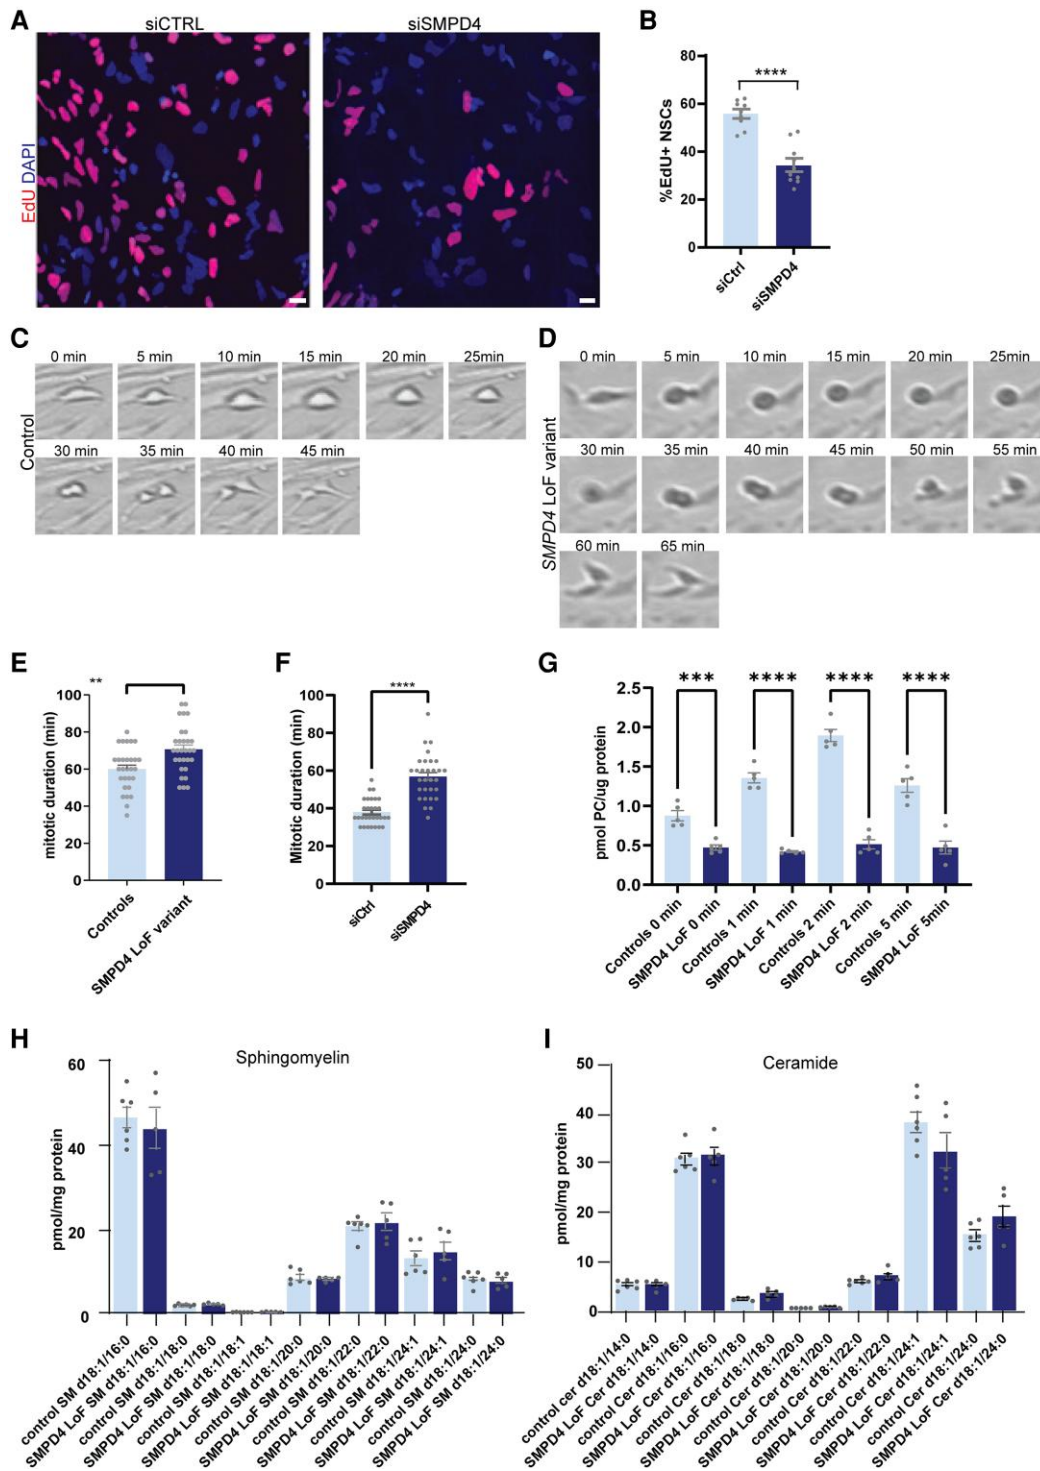 A
siCTRL
siSMPD4
EdU DAPI
B
%EdU+ NSCs
80
60
40
20
0
****
siCtrl
siSMPD4
C
Control
0 min 5 min 10 min 15 min 20 min 25min
30 min 35 min 40 min 45 min
D
SMPD4 LoF variant
0 min 5 min 10 min 15 min 20 min 25min
30 min 35 min 40 min 45 min 50 min 55 min
60 min 65 min
E
**
mitotic duration (min)
100
80
60
40
20
0
Controls
SMPD4 LoF variant
F
****
Mitotic duration (min)
100
80
60
40
20
0
siCtrl
siSMPD4
G
*** **** **** ****
pmol PC/ug protein
2.5
2.0
1.5
1.0
0.5
0.0
Controls 0 min
SMPD4 LoF 0 min
Controls 1 min
SMPD4 LoF 1 min
Controls 2 min
SMPD4 LoF 2 min
Controls 5 min
SMPD4 LoF 5min
H
Sphingomyelin
pmol/mg protein
60
40
20
0
control SM d18:1/16:0
SMPD4 LoF SM d18:1/16:0
control SM d18:1/18:0
SMPD4 LoF SM d18:1/18:0
control SM d18:1/18:1
SMPD4 LoF SM d18:1/18:1
control SM d18:1/20:0
SMPD4 LoF SM d18:1/20:0
control SM d18:1/22:0
SMPD4 LoF SM d18:1/22:0
control SM d18:1/24:1
SMPD4 LoF SM d18:1/24:1
control SM d18:1/24:0
SMPD4 LoF SM d18:1/24:0
I
Ceramide
pmol/mg protein
50
40
30
20
10
0
control Cer d18:1/14:0
SMPD4 LoF Cer d18:1/14:0
control Cer d18:1/16:0
SMPD4 LoF Cer d18:1/16:0
control Cer d18:1/18:0
SMPD4 LoF Cer d18:1/18:0
control Cer d18:1/20:0
SMPD4 LoF Cer d18:1/20:0
control Cer d18:1/22:0
SMPD4 LoF Cer d18:1/22:0
control Cer d18:1/24:1
SMPD4 LoF Cer d18:1/24:1
control Cer d18:1/24:0
SMPD4 LoF Cer d18:1/24:0